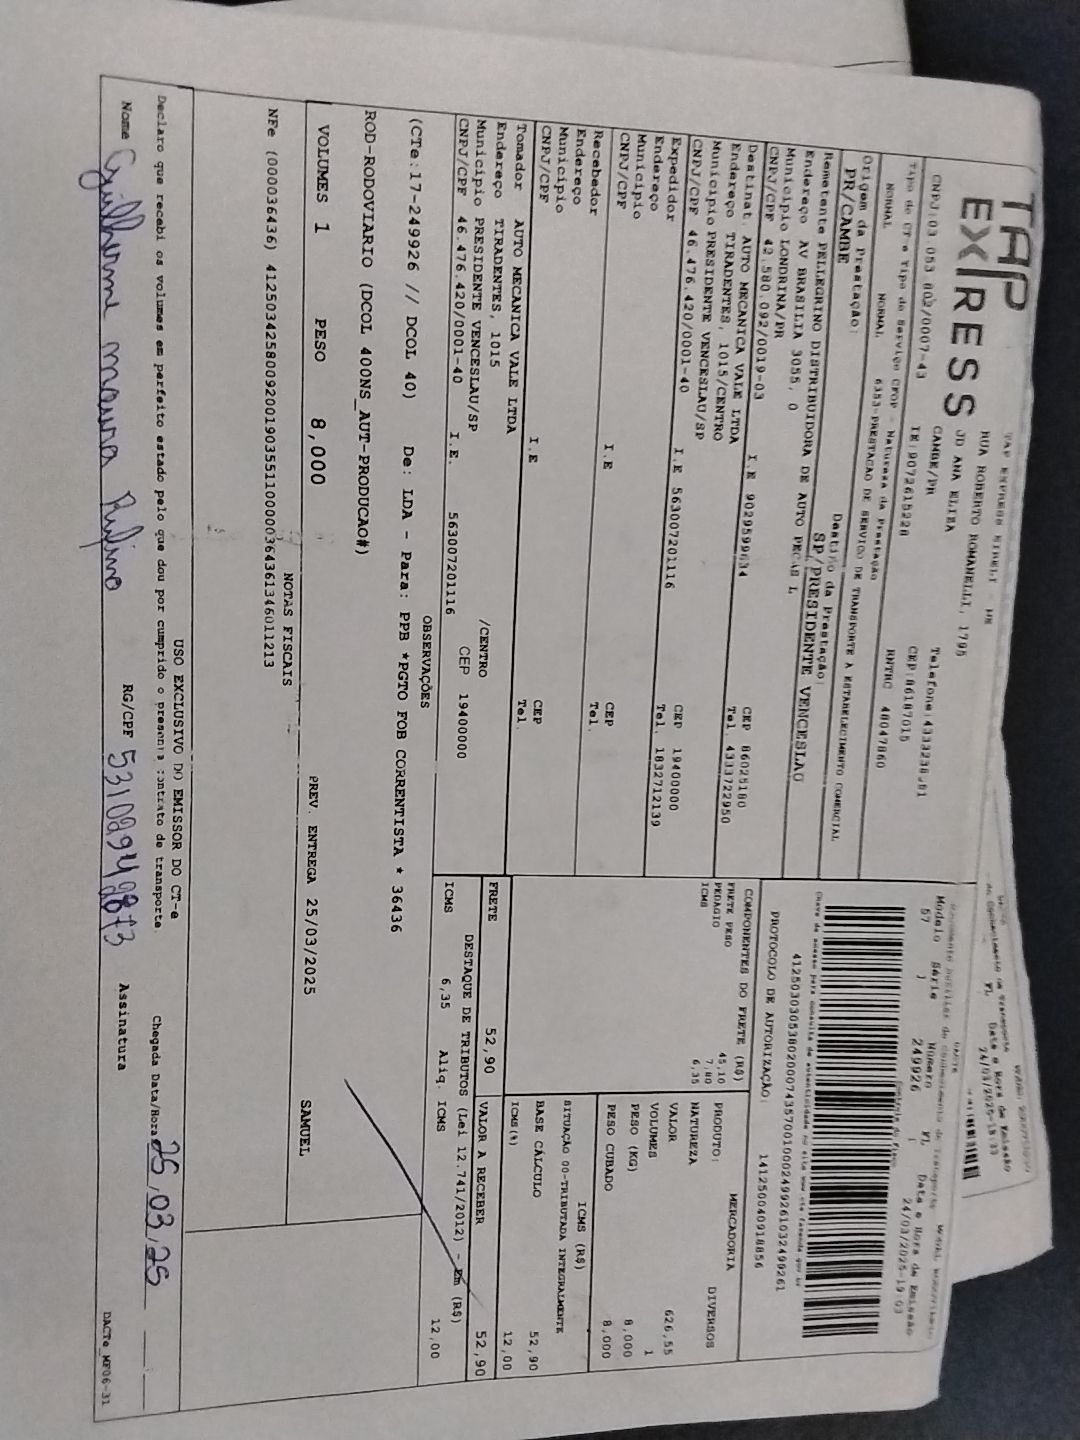 TAP
EXPRESS
TAP EXPRESS EIRELI - DE
RUA ROBERTO ROMANELLI, 1795
JD ANA ELIZA
CAMBE/PR
CNPJ:03.053.802/0007-43
IE:9072615228
CEP:86187015
RNTRC 48047860
Modelo Série Número FL Data e Hora de Emissão
57 249926 24/03/2025-19:03
Tipo do CT-e Tipo do Serviço CFOP - Natureza da Prestação
NORMAL NORMAL 6353-PRESTACAO DE SERVICO DE TRANSPORTE A ESTABELECIMENTO COMERCIAL
Origem da Prestação: Destino da Prestação:
PR/CAMBE SP/PRESIDENTE VENCESLAU
Remetente PELLEGRINO DISTRIBUIDORA DE AUTO PECAS L
Endereço AV BRASILIA 3055, 0
Município LONDRINA/PR CEP 86025180
CNPJ/CPF 42.580.092/0019-03 I.E 9029599634 Tel. 4333722950
Destinat. AUTO MECANICA VALE LTDA
Endereço TIRADENTES, 1015/CENTRO
Município PRESIDENTE VENCESLAU/SP CEP 19400000
CNPJ/CPF 46.476.420/0001-40 I.E 563007201116 Tel. 1832712139
Expedidor
Endereço
Município CEP
CNPJ/CPF I.E Tel.
Recebedor
Endereço
Município CEP
CNPJ/CPF I.E Tel.
Tomador AUTO MECANICA VALE LTDA
Endereço TIRADENTES, 1015 /CENTRO
Município PRESIDENTE VENCESLAU/SP CEP 19400000
CNPJ/CPF 46.476.420/0001-40 I.E. 563007201116
PROTOCOLO DE AUTORIZAÇÃO: 141250040918856
COMPONENTES DO FRETE (R$)
FRETE PESO 45,10
PEDAGIO 7,80
ICMS 6,35
PRODUTO: MERCADORIA
NATUREZA DIVERSOS
VALOR 626,55
VOLUMES 1
PESO (KG) 8,000
PESO CUBADO 8,000
ICMS (R$)
SITUAÇÃO 00-TRIBUTADA INTEGRALMENTE
BASE CÁLCULO 52,90
ICMS(%) 12,00
FRETE 52,90 VALOR A RECEBER 52,90
DESTAQUE DE TRIBUTOS (Lei 12.741/2012) - Em (R$)
ICMS 6,35 Aliq. ICMS 12,00
OBSERVAÇÕES
(CTe:17-249926 // DCOL 40) De: LDA - Para: PPB *PGTO FOB CORRENTISTA * 36436
ROD-RODOVIARIO (DCOL 400NS_AUT-PRODUCAO#)
VOLUMES 1 PESO 8,000 PREV. ENTREGA 25/03/2025 SAMUEL
NOTAS FISCAIS
NFe (000036436) 41250342580092001903551100000364361346011213
USO EXCLUSIVO DO EMISSOR DO CT-e
Declaro que recebi os volumes em perfeito estado pelo que dou por cumprido o presente contrato de transporte. Chegada Data/Hora 25/03/25
Nome Guilherme moura Rufino RG/CPF Assinatura
DACTe_MF06-31